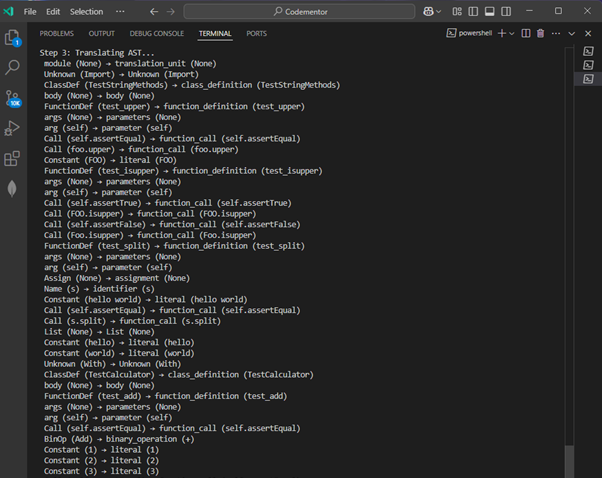 File Edit Selection ··· Codementor
PROBLEMS OUTPUT DEBUG CONSOLE TERMINAL PORTS powershell
1
10K
Step 3: Translating AST...
module (None) → translation_unit (None)
Unknown (Import) → Unknown (Import)
ClassDef (TestStringMethods) → class_definition (TestStringMethods)
body (None) → body (None)
FunctionDef (test_upper) → function_definition (test_upper)
args (None) → parameters (None)
arg (self) → parameter (self)
Call (self.assertEqual) → function_call (self.assertEqual)
Call (foo.upper) → function_call (foo.upper)
Constant (FOO) → literal (FOO)
FunctionDef (test_isupper) → function_definition (test_isupper)
args (None) → parameters (None)
arg (self) → parameter (self)
Call (self.assertTrue) → function_call (self.assertTrue)
Call (FOO.isupper) → function_call (FOO.isupper)
Call (self.assertFalse) → function_call (self.assertFalse)
Call (Foo.isupper) → function_call (Foo.isupper)
FunctionDef (test_split) → function_definition (test_split)
args (None) → parameters (None)
arg (self) → parameter (self)
Assign (None) → assignment (None)
Name (s) → identifier (s)
Constant (hello world) → literal (hello world)
Call (self.assertEqual) → function_call (self.assertEqual)
Call (s.split) → function_call (s.split)
List (None) → List (None)
Constant (hello) → literal (hello)
Constant (world) → literal (world)
Unknown (With) → Unknown (With)
ClassDef (TestCalculator) → class_definition (TestCalculator)
body (None) → body (None)
FunctionDef (test_add) → function_definition (test_add)
args (None) → parameters (None)
arg (self) → parameter (self)
Call (self.assertEqual) → function_call (self.assertEqual)
BinOp (Add) → binary_operation (+)
Constant (1) → literal (1)
Constant (2) → literal (2)
Constant (3) → literal (3)